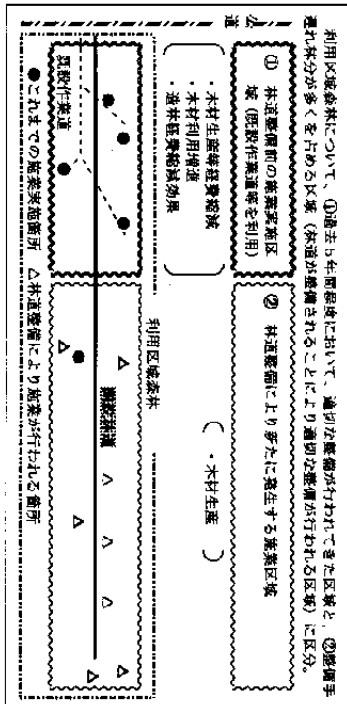 利用区域森林について、①過去5年間程度において、適切な整備が行われてきた区域と、②整備手
遅れ林分が多くを占める区域（林道が整備されることにより適切な整備が行われる区域）に区分。
① 林道整備前の施業実施区
域（既設作業道等を利用）
② 林道整備により新たに発生する施業区域
・木材生産等経費縮減
・木材利用増進
・造林経費縮減効果
・木材生産
公
道
利用区域森林
既設作業道
開設林道
●これまでの施業実施箇所 △林道整備により施業が行われる箇所